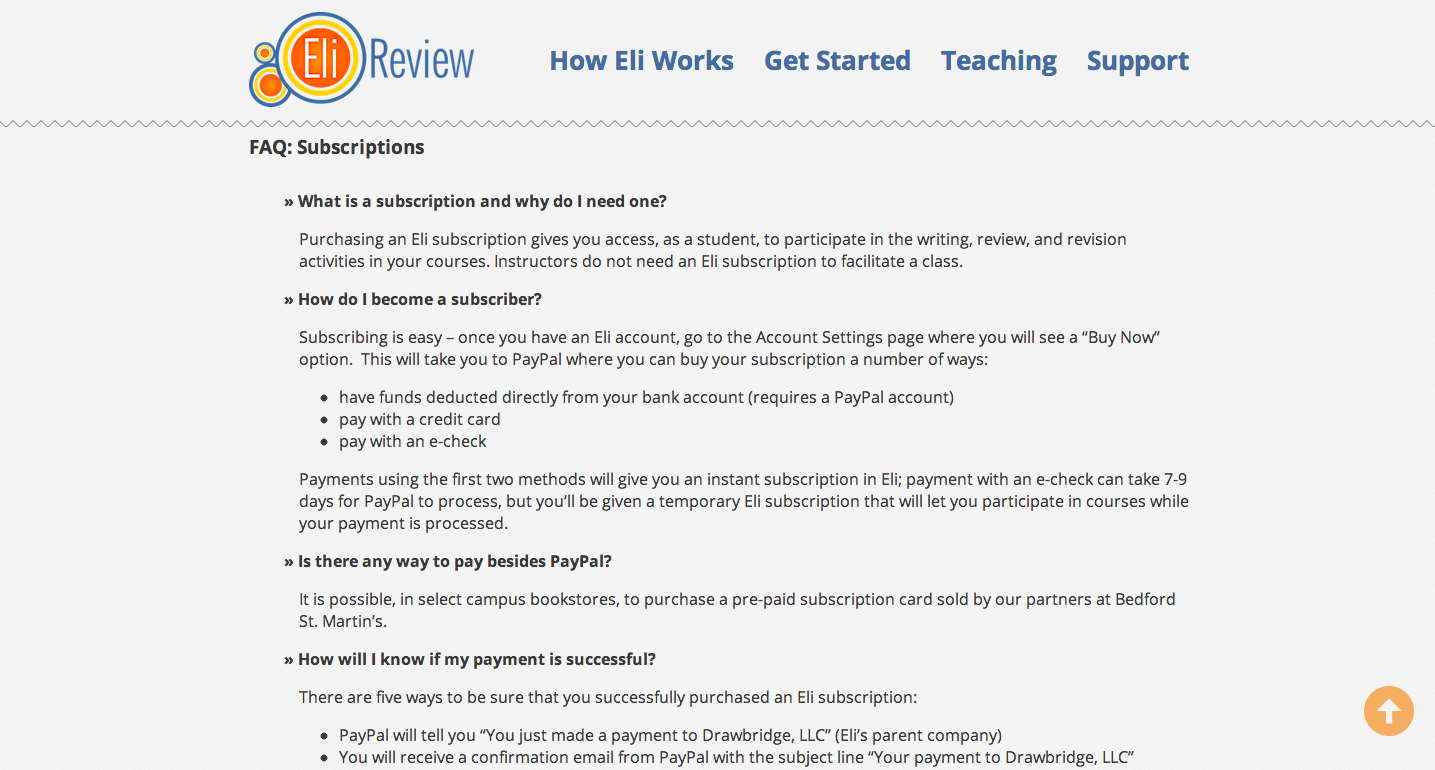 Eli Review
How Eli Works Get Started Teaching Support
FAQ: Subscriptions
» What is a subscription and why do I need one?
Purchasing an Eli subscription gives you access, as a student, to participate in the writing, review, and revision
activities in your courses. Instructors do not need an Eli subscription to facilitate a class.
» How do I become a subscriber?
Subscribing is easy – once you have an Eli account, go to the Account Settings page where you will see a “Buy Now”
option.  This will take you to PayPal where you can buy your subscription a number of ways:
• have funds deducted directly from your bank account (requires a PayPal account)
• pay with a credit card
• pay with an e-check
Payments using the first two methods will give you an instant subscription in Eli; payment with an e-check can take 7-9
days for PayPal to process, but you’ll be given a temporary Eli subscription that will let you participate in courses while
your payment is processed.
» Is there any way to pay besides PayPal?
It is possible, in select campus bookstores, to purchase a pre-paid subscription card sold by our partners at Bedford
St. Martin’s.
» How will I know if my payment is successful?
There are five ways to be sure that you successfully purchased an Eli subscription:
• PayPal will tell you “You just made a payment to Drawbridge, LLC” (Eli’s parent company)
• You will receive a confirmation email from PayPal with the subject line “Your payment to Drawbridge, LLC”